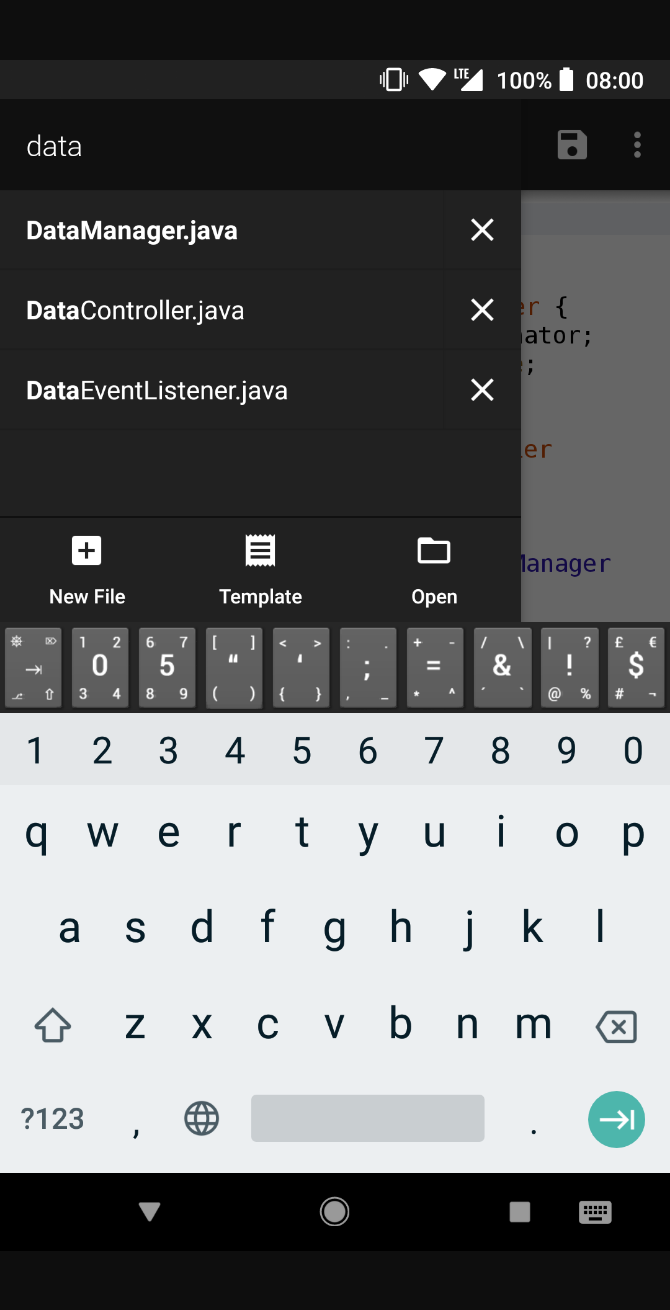 LTE 100% 08:00
data
DataManager.java
DataController.java
DataEventListener.java
er {
ator;
;
ler
Manager
New File Template Open
1 2 6 7 [ ] < > : . + - / \ | ? £ €
0 5 “ ‘ ; = & ! $
3 4 8 9 ( ) { } , _ * ^ ´ ` @ % # ¬
1 2 3 4 5 6 7 8 9 0
q w e r t y u i o p
a s d f g h j k l
z x c v b n m
?123 , .